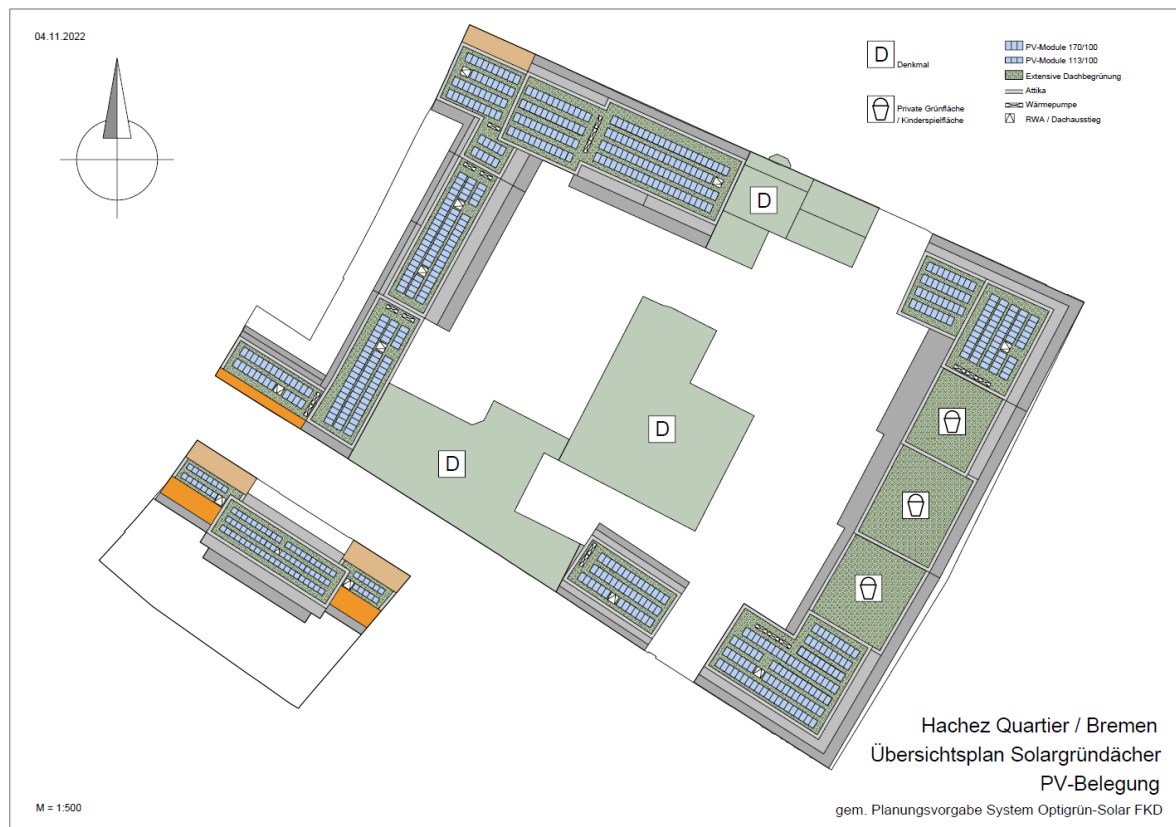 04.11.2022
D
Denkmal
Private Grünfläche
/ Kinderspielfläche
PV-Module 170/100
PV-Module 113/100
Extensive Dachbegrünung
Attika
Wärmepumpe
RWA / Dachausstieg
D
D
D
Hachez Quartier / Bremen
Übersichtsplan Solargründächer
PV-Belegung
gem. Planungsvorgabe System Optigrün-Solar FKD
M = 1:500